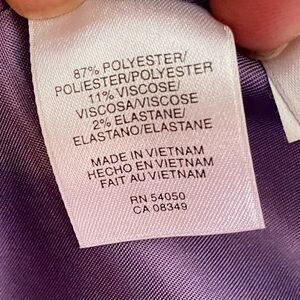 87% POLYESTER/
POLIESTER/POLYESTER
11% VISCOSE/
VISCOSA/VISCOSE
2% ELASTANE/
ELASTANO/ELASTANE
MADE IN VIETNAM
HECHO EN VIETNAM
FAIT AU VIETNAM
RN 54050
CA 08349